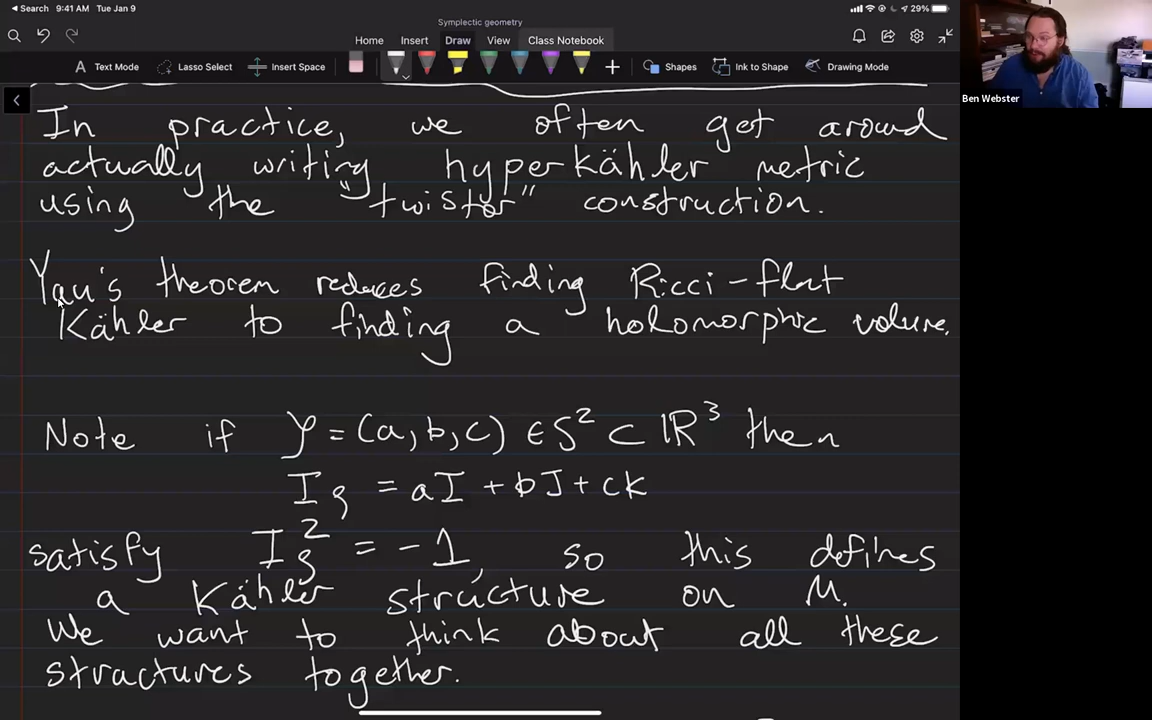 Search 9:41 AM Tue Jan 9
Symplectic geometry
29%
Home Insert Draw View Class Notebook
Text Mode Lasso Select Insert Space Shapes Ink to Shape Drawing Mode
Ben Webster
In practice, we often get around
actually writing hyperkähler metric
using the "twistor" construction.
Yau's theorem reduces finding Ricci-flat
Kähler to finding a holomorphic volume.
Note if ζ = (a, b, c) ∈ S² ⊂ ℝ³ then
I_ζ = aI + bJ + cK
satisfy I_ζ² = -1, so this defines
a Kähler structure on M.
We want to think about all these
structures together.